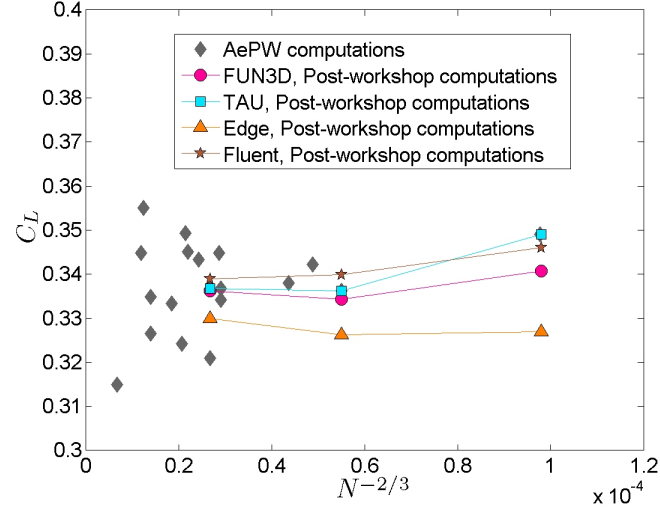 0.4
0.39
0.38
0.37
0.36
0.35
0.34
0.33
0.32
0.31
0.3
C_L
AePW computations
FUN3D, Post-workshop computations
TAU, Post-workshop computations
Edge, Post-workshop computations
Fluent, Post-workshop computations
0 0.2 0.4 0.6 0.8 1 1.2
N^{-2/3}
x 10^{-4}